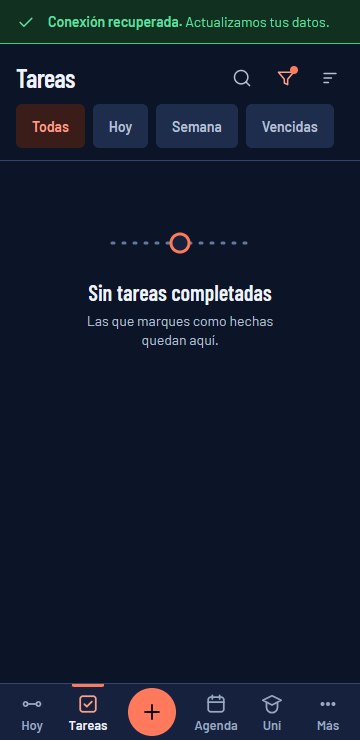 Conexión recuperada. Actualizamos tus datos.
Tareas
Todas Hoy Semana Vencidas
Sin tareas completadas
Las que marques como hechas
quedan aquí.
Hoy Tareas Agenda Uni Más